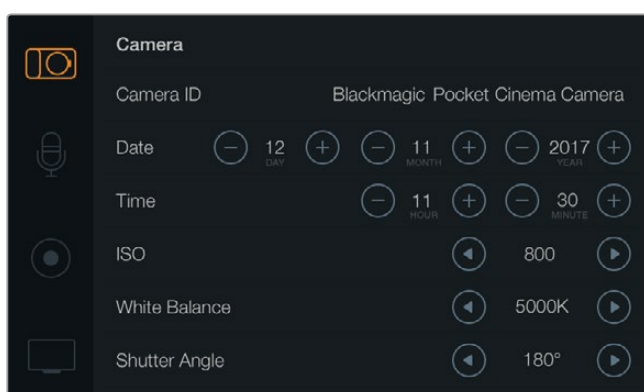 Camera
Camera ID Blackmagic Pocket Cinema Camera
Date 12 11 2017
DAY MONTH YEAR
Time 11 30
HOUR MINUTE
ISO 800
White Balance 5000K
Shutter Angle 180°